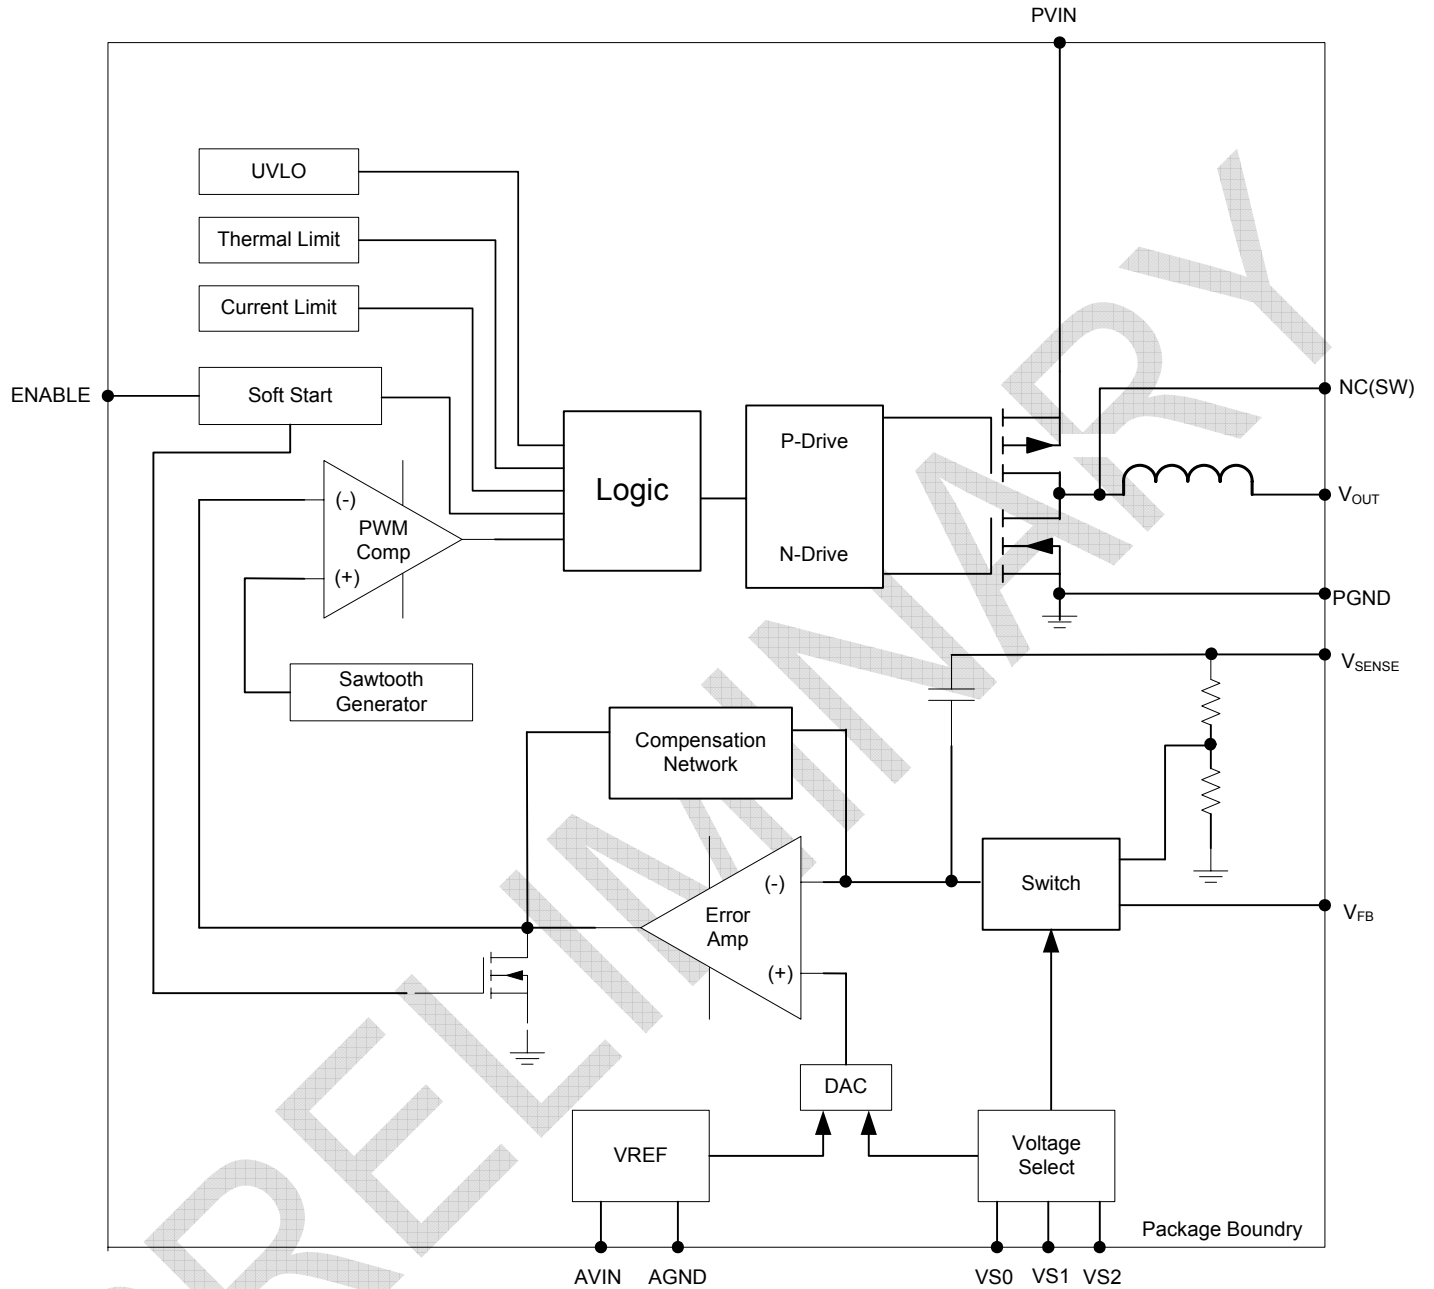 PVIN
UVLO
Thermal Limit
Current Limit
ENABLE
Soft Start
NC(SW)
P-Drive
Logic
(-)
PWM
Comp
(+)
N-Drive
VOUT
PGND
VSENSE
Sawtooth
Generator
Compensation
Network
(-)
Error
Amp
(+)
Switch
VFB
DAC
VREF
Voltage
Select
Package Boundry
AVIN
AGND
VS0
VS1
VS2
PRELIMINARY